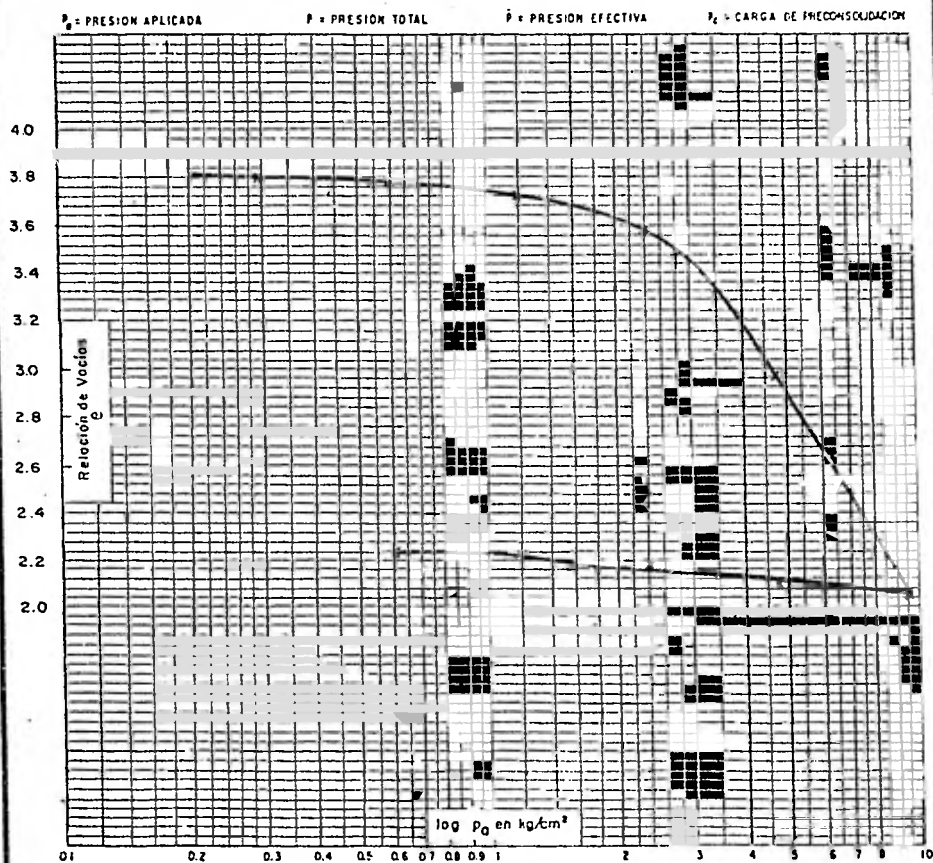 Pa = PRESION APLICADA P = PRESION TOTAL P̄ = PRESION EFECTIVA Pc = CARGA DE PRECONSOLIDACION
4.0
3.8
3.6
3.4
3.2
3.0
2.8
2.6
2.4
2.2
2.0
Relación de Vacíos
e
log pa en kg/cm²
0.1 0.2 0.3 0.4 0.5 0.6 0.7 0.8 0.9 1 2 3 4 5 6 7 8 9 10